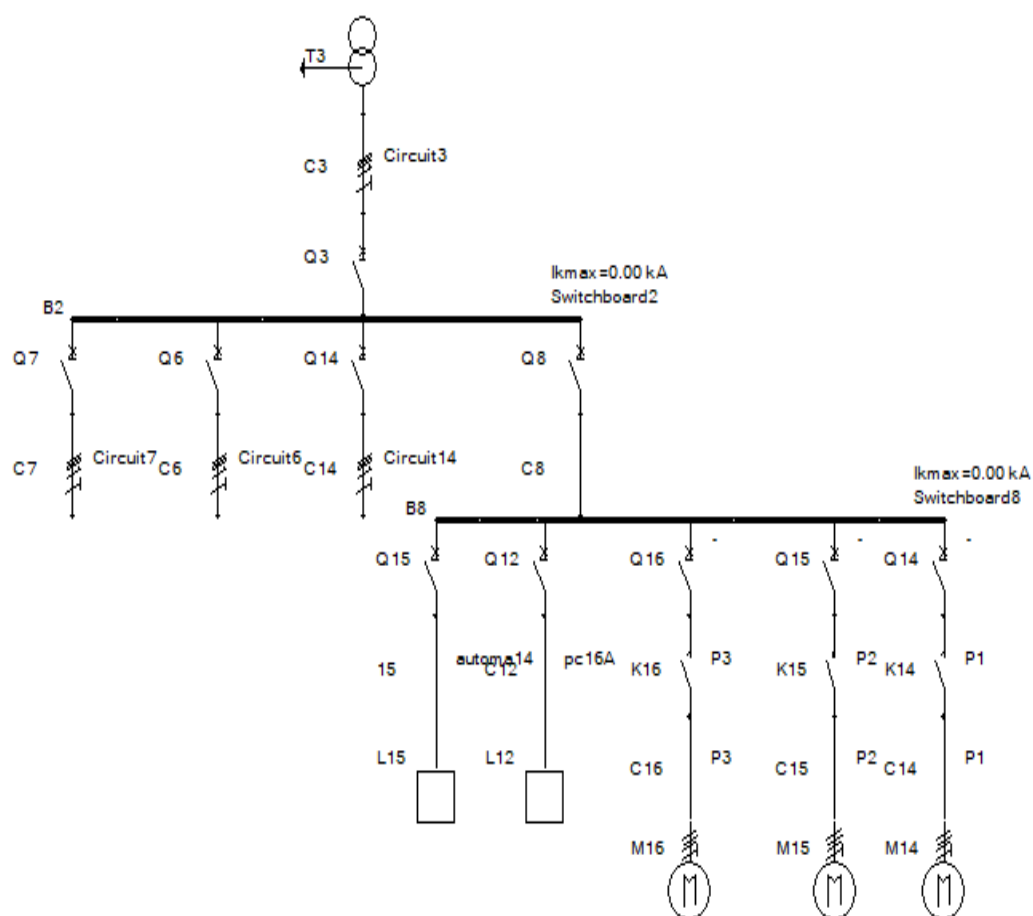 T3
C3
Circuit3
Q3
Ikmax=0.00 kA
Switchboard2
B2
Q7
Q6
Q14
Q8
C7
Circuit7
C6
Circuit6
C14
Circuit14
C8
Ikmax=0.00 kA
Switchboard8
B8
- - -
Q15
Q12
Q16
Q15
Q14
15
automa14
C12
pc16A
K16
P3
K15
P2
K14
P1
L15
L12
C16
P3
C15
P2
C14
P1
M16
M15
M14
M
M
M